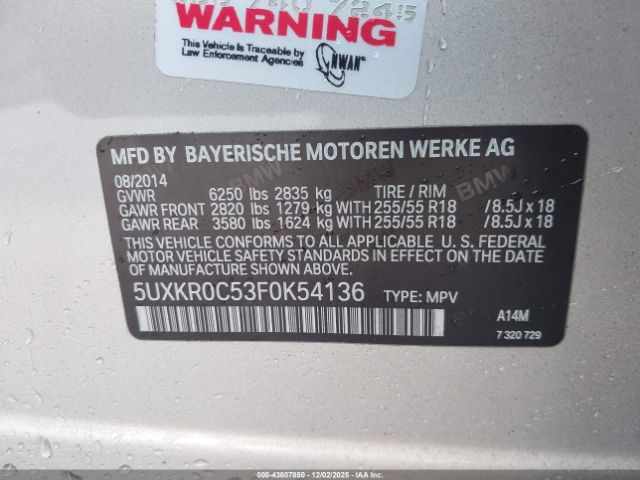 WARNING
This Vehicle is Traceable by
Law Enforcement Agencies
NWAN
MFD BY BAYERISCHE MOTOREN WERKE AG
08/2014
GVWR 6250 lbs 2835 kg TIRE / RIM
GAWR FRONT 2820 lbs 1279 kg WITH 255/55 R18 /8.5J x 18
GAWR REAR 3580 lbs 1624 kg WITH 255/55 R18 /8.5J x 18
THIS VEHICLE CONFORMS TO ALL APPLICABLE U. S. FEDERAL
MOTOR VEHICLE SAFETY STANDARDS IN EFFECT ON THE DATE
OF MANUFACTURE SHOWN ABOVE.
5UXKR0C53F0K54136 TYPE: MPV
A14M
7 320 729
BMW
BMW
BMW
000-43807850 - 12/02/2025 - IAA Inc.